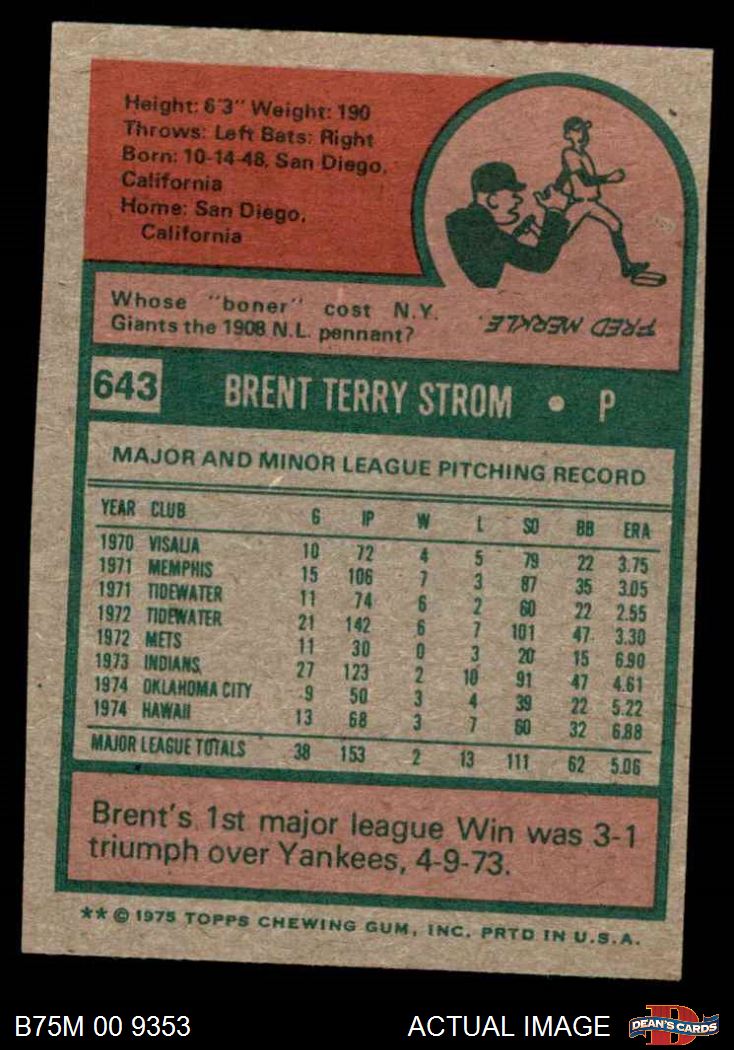 Height: 6'3" Weight: 190
Throws: Left Bats: Right
Born: 10-14-48, San Diego,
California
Home: San Diego,
California
Whose "boner" cost N.Y.
Giants the 1908 N.L. pennant?
FRED MERKLE.
643 BRENT TERRY STROM • P
MAJOR AND MINOR LEAGUE PITCHING RECORD
YEAR CLUB G IP W L SO BB ERA
1970 VISALIA 10 72 4 5 79 22 3.75
1971 MEMPHIS 15 106 7 3 87 35 3.05
1971 TIDEWATER 11 74 6 2 60 22 2.55
1972 TIDEWATER 21 142 6 7 101 47 3.30
1972 METS 11 30 0 3 20 15 6.90
1973 INDIANS 27 123 2 10 91 47 4.61
1974 OKLAHOMA CITY 9 50 3 4 39 22 5.22
1974 HAWAII 13 68 3 7 60 32 6.88
MAJOR LEAGUE TOTALS 38 153 2 13 111 62 5.06
Brent's 1st major league Win was 3-1
triumph over Yankees, 4-9-73.
** © 1975 TOPPS CHEWING GUM, INC. PRTD IN U.S.A.
B75M 00 9353 ACTUAL IMAGE DEAN'S CARDS